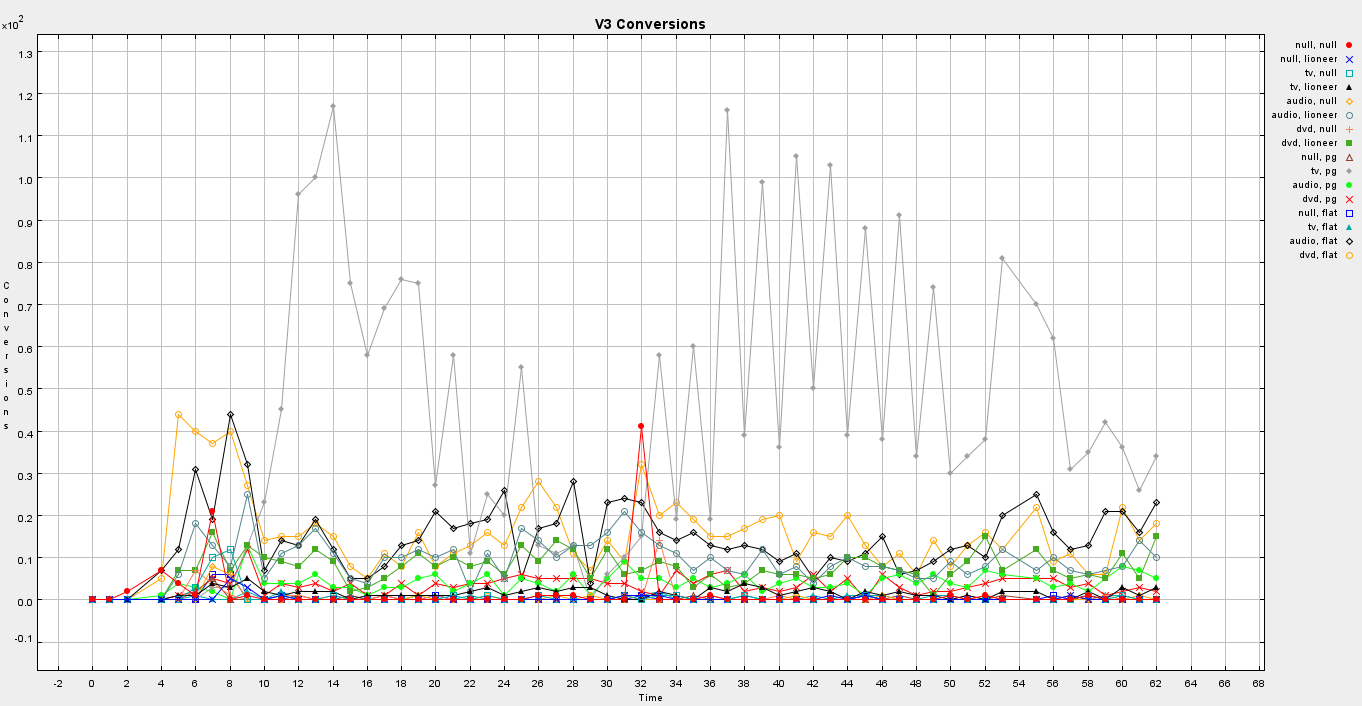 V3 Conversions
x10^2
1.3
1.2
1.1
1.0
0.9
0.8
0.7
0.6
0.5
0.4
0.3
0.2
0.1
0.0
-0.1
Conversions
-2 0 2 4 6 8 10 12 14 16 18 20 22 24 26 28 30 32 34 36 38 40 42 44 46 48 50 52 54 56 58 60 62 64 66 68
Time
null, null
null, lioneer
tv, null
tv, lioneer
audio, null
audio, lioneer
dvd, null
dvd, lioneer
null, pg
tv, pg
audio, pg
dvd, pg
null, flat
tv, flat
audio, flat
dvd, flat